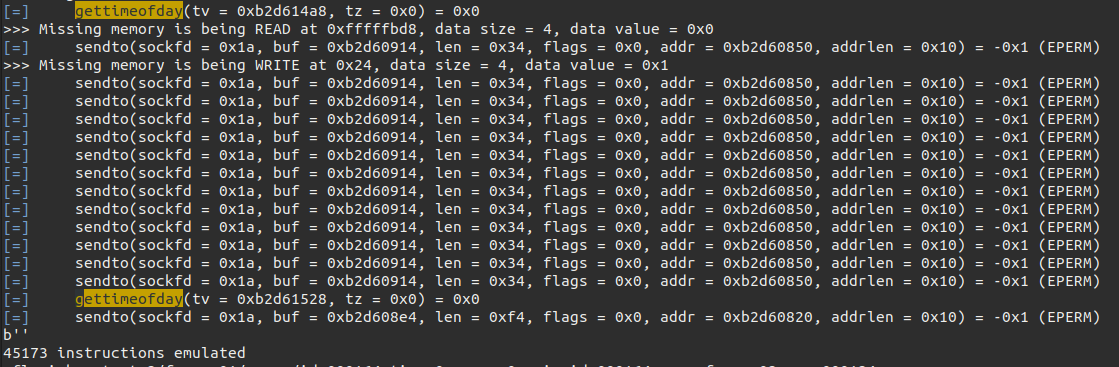 [=]     gettimeofday(tv = 0xb2d614a8, tz = 0x0) = 0x0
>>> Missing memory is being READ at 0xfffffbd8, data size = 4, data value = 0x0
[=]     sendto(sockfd = 0x1a, buf = 0xb2d60914, len = 0x34, flags = 0x0, addr = 0xb2d60850, addrlen = 0x10) = -0x1 (EPERM)
>>> Missing memory is being WRITE at 0x24, data size = 4, data value = 0x1
[=]     sendto(sockfd = 0x1a, buf = 0xb2d60914, len = 0x34, flags = 0x0, addr = 0xb2d60850, addrlen = 0x10) = -0x1 (EPERM)
[=]     sendto(sockfd = 0x1a, buf = 0xb2d60914, len = 0x34, flags = 0x0, addr = 0xb2d60850, addrlen = 0x10) = -0x1 (EPERM)
[=]     sendto(sockfd = 0x1a, buf = 0xb2d60914, len = 0x34, flags = 0x0, addr = 0xb2d60850, addrlen = 0x10) = -0x1 (EPERM)
[=]     sendto(sockfd = 0x1a, buf = 0xb2d60914, len = 0x34, flags = 0x0, addr = 0xb2d60850, addrlen = 0x10) = -0x1 (EPERM)
[=]     sendto(sockfd = 0x1a, buf = 0xb2d60914, len = 0x34, flags = 0x0, addr = 0xb2d60850, addrlen = 0x10) = -0x1 (EPERM)
[=]     sendto(sockfd = 0x1a, buf = 0xb2d60914, len = 0x34, flags = 0x0, addr = 0xb2d60850, addrlen = 0x10) = -0x1 (EPERM)
[=]     sendto(sockfd = 0x1a, buf = 0xb2d60914, len = 0x34, flags = 0x0, addr = 0xb2d60850, addrlen = 0x10) = -0x1 (EPERM)
[=]     sendto(sockfd = 0x1a, buf = 0xb2d60914, len = 0x34, flags = 0x0, addr = 0xb2d60850, addrlen = 0x10) = -0x1 (EPERM)
[=]     sendto(sockfd = 0x1a, buf = 0xb2d60914, len = 0x34, flags = 0x0, addr = 0xb2d60850, addrlen = 0x10) = -0x1 (EPERM)
[=]     sendto(sockfd = 0x1a, buf = 0xb2d60914, len = 0x34, flags = 0x0, addr = 0xb2d60850, addrlen = 0x10) = -0x1 (EPERM)
[=]     sendto(sockfd = 0x1a, buf = 0xb2d60914, len = 0x34, flags = 0x0, addr = 0xb2d60850, addrlen = 0x10) = -0x1 (EPERM)
[=]     sendto(sockfd = 0x1a, buf = 0xb2d60914, len = 0x34, flags = 0x0, addr = 0xb2d60850, addrlen = 0x10) = -0x1 (EPERM)
[=]     gettimeofday(tv = 0xb2d61528, tz = 0x0) = 0x0
[=]     sendto(sockfd = 0x1a, buf = 0xb2d608e4, len = 0xf4, flags = 0x0, addr = 0xb2d60820, addrlen = 0x10) = -0x1 (EPERM)
b''
45173 instructions emulated